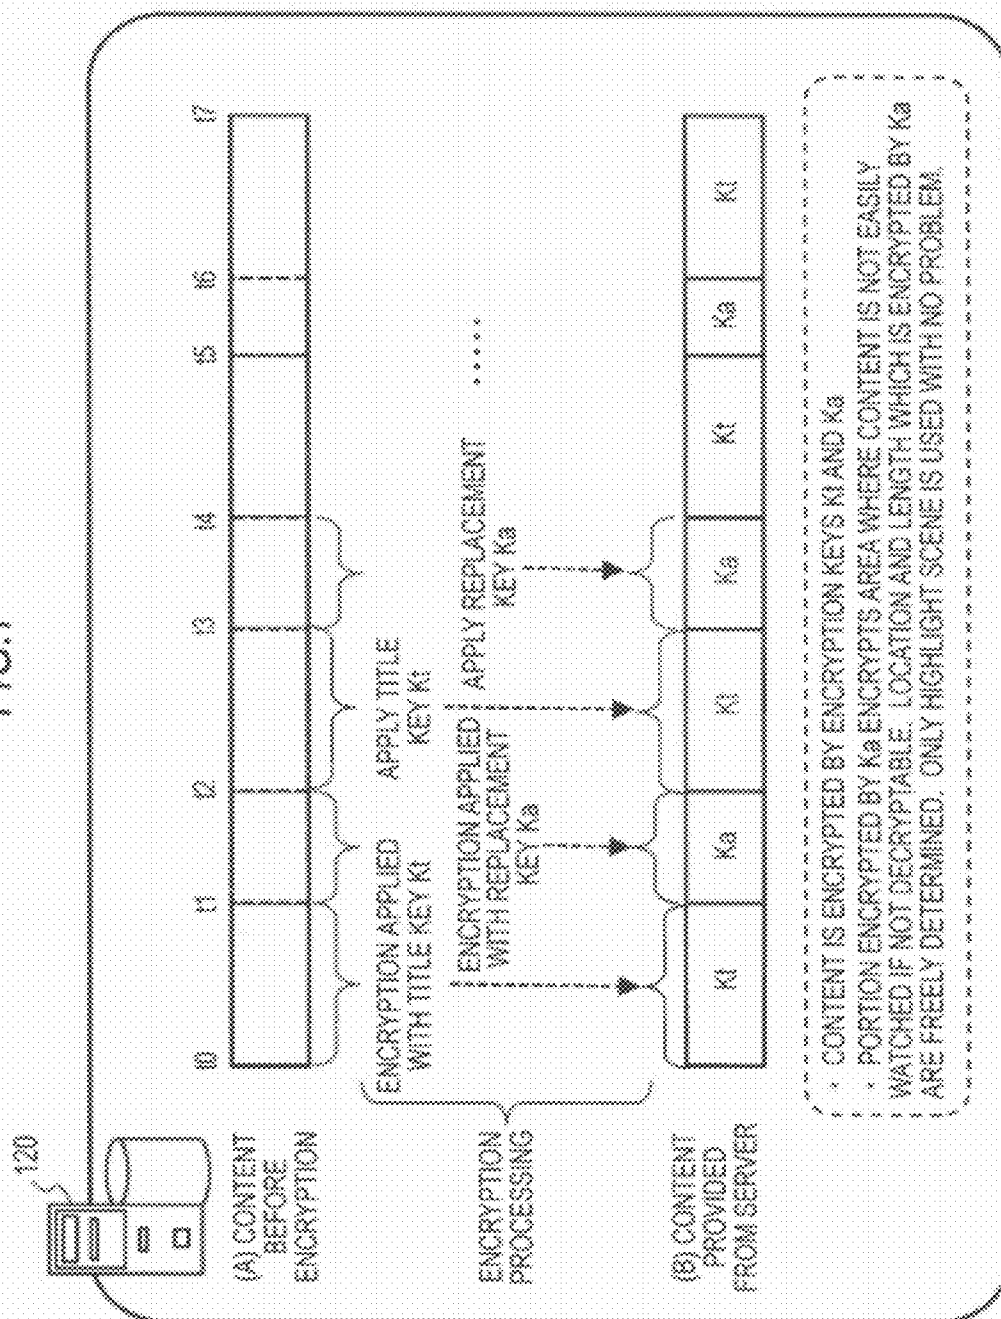 120
t0 t1 t2 t3 t4 t5 t6 t7
(A) CONTENT
BEFORE
ENCRYPTION
ENCRYPTION
PROCESSING
ENCRYPTION APPLIED
WITH TITLE KEY Kt
ENCRYPTION APPLIED
WITH REPLACEMENT
KEY Ka
APPLY TITLE
KEY Kt
APPLY REPLACEMENT
KEY Ka
.....
(B) CONTENT
PROVIDED
FROM SERVER
Kt Ka Kt Ka Kt Ka Kt
· CONTENT IS ENCRYPTED BY ENCRYPTION KEYS Kt AND Ka
· PORTION ENCRYPTED BY Ka ENCRYPTS AREA WHERE CONTENT IS NOT EASILY
WATCHED IF NOT DECRYPTABLE. LOCATION AND LENGTH WHICH IS ENCRYPTED BY Ka
ARE FREELY DETERMINED. ONLY HIGHLIGHT SCENE IS USED WITH NO PROBLEM.